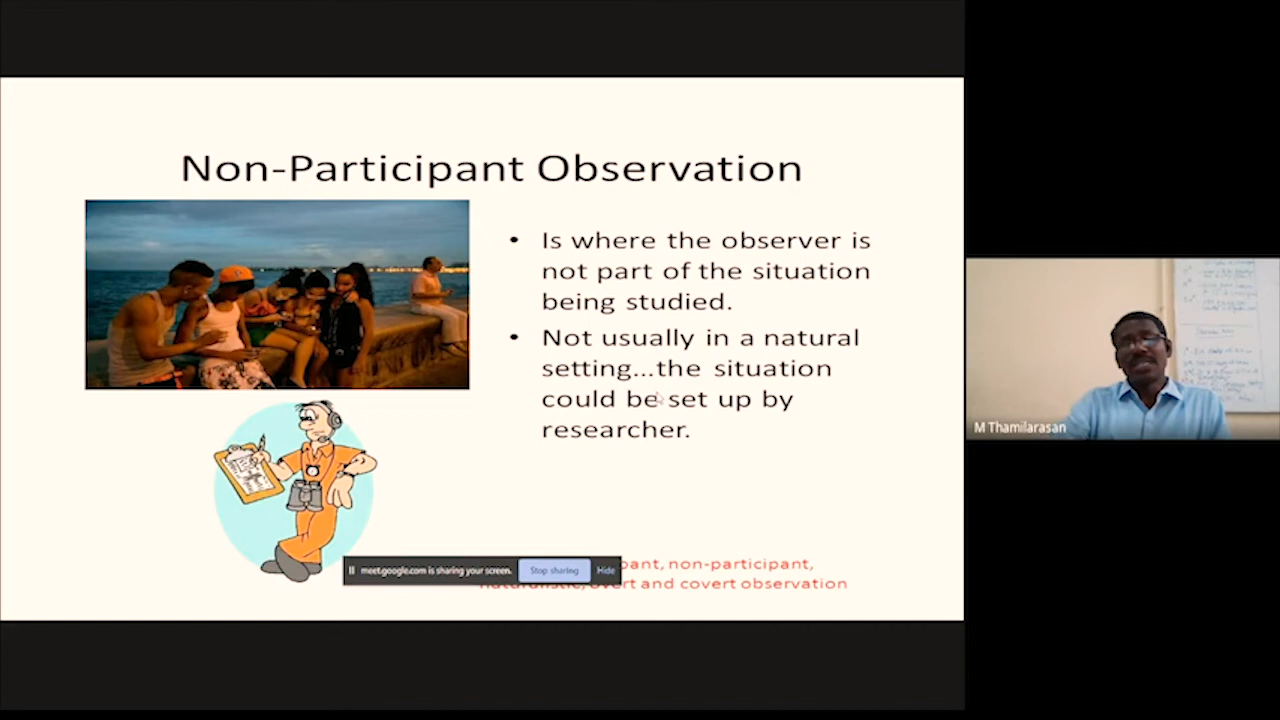 Non-Participant Observation
• Is where the observer is
not part of the situation
being studied.
• Not usually in a natural
setting...the situation
could be set up by
researcher.
meet.google.com is sharing your screen. Stop sharing Hide
non-participant,
overt and covert observation
M Thamilarasan